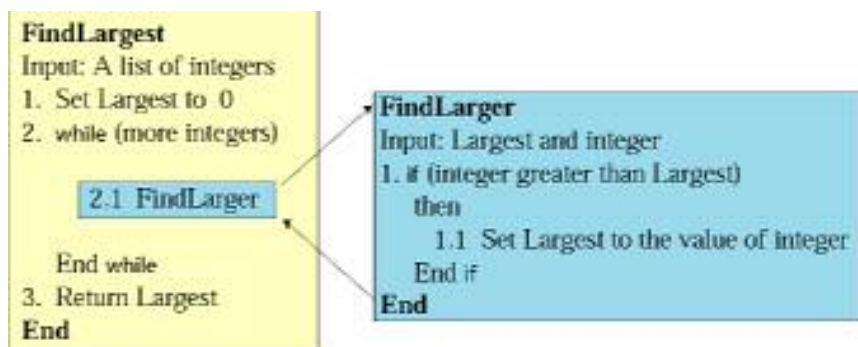 FindLargest
Input: A list of integers
1. Set Largest to 0
2. while (more integers)
2.1 FindLarger
End while
3. Return Largest
End
FindLarger
Input: Largest and integer
1. if (integer greater than Largest)
then
1.1 Set Largest to the value of integer
End if
End